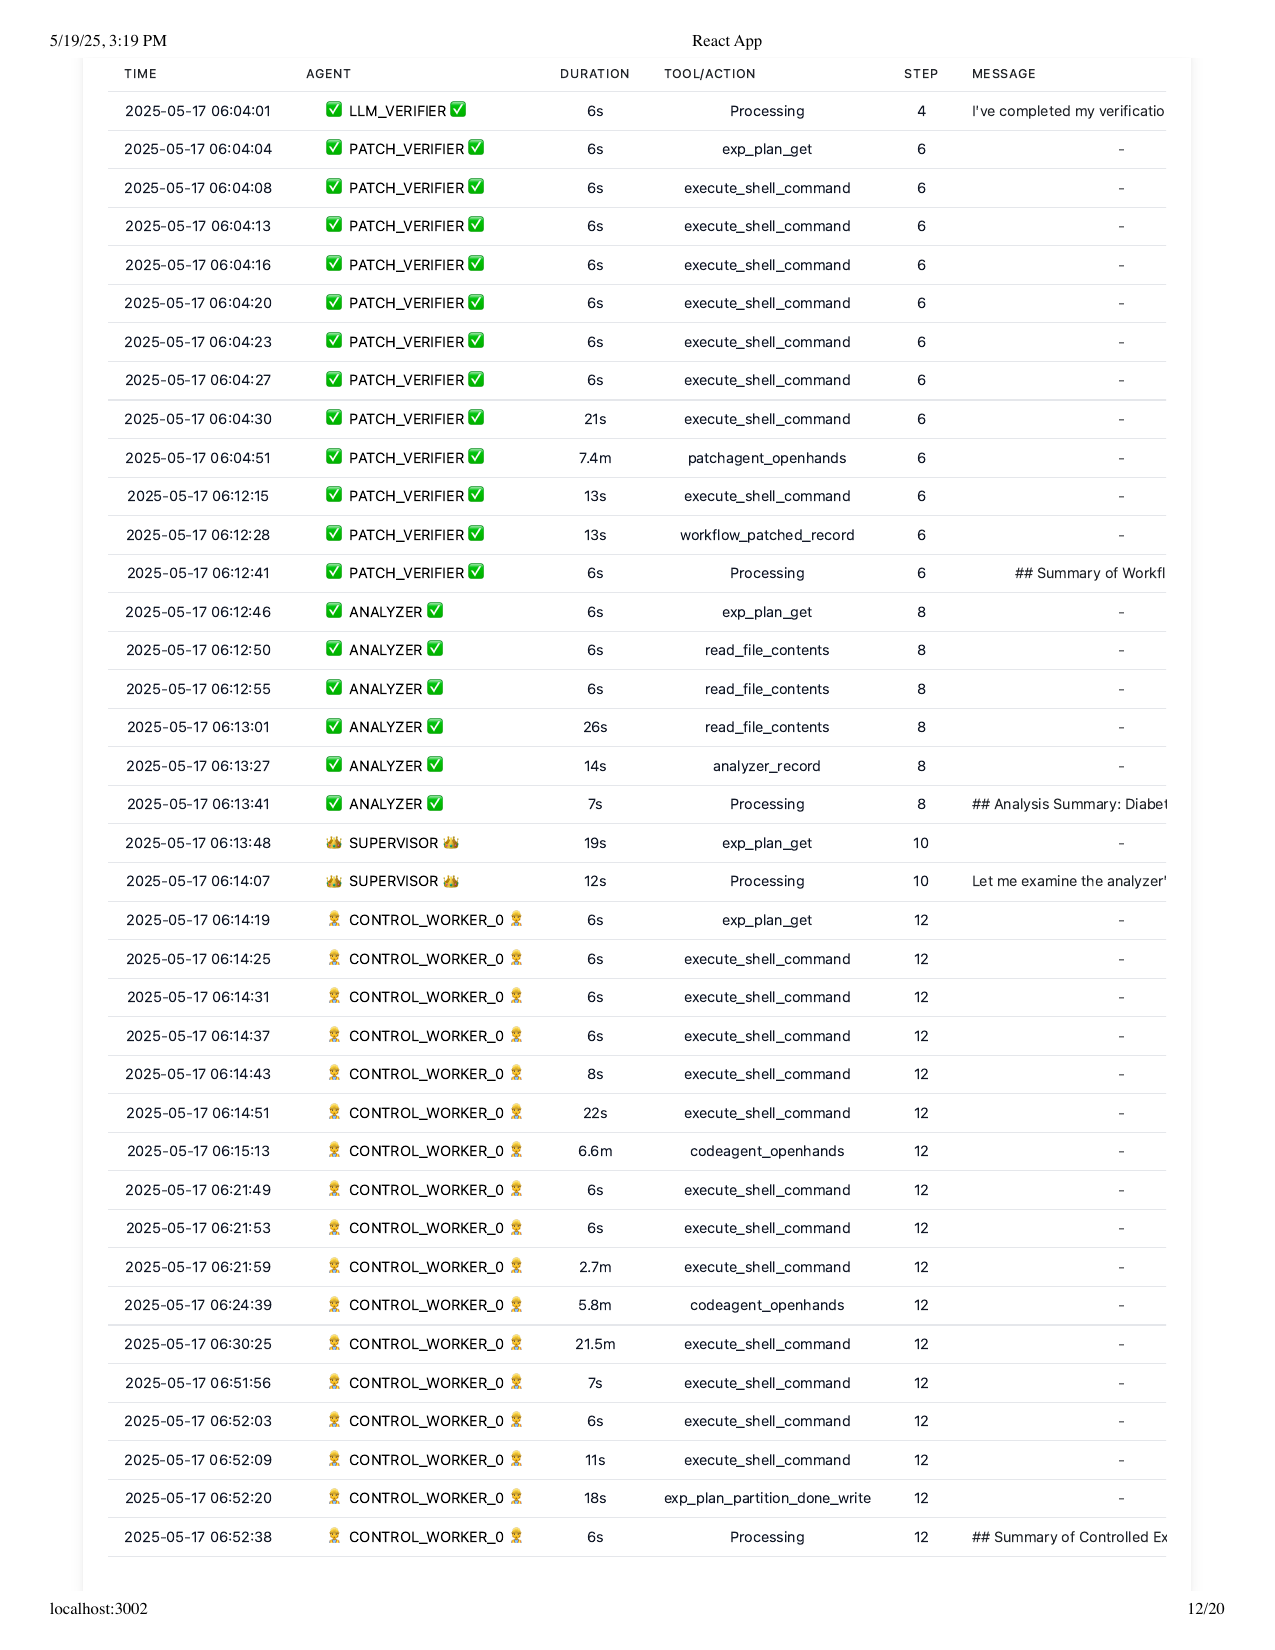 5/19/25, 3:19 PM React App
TIME AGENT DURATION TOOL/ACTION STEP MESSAGE
2025-05-17 06:04:01 ✅ LLM_VERIFIER ✅ 6s Processing 4 I've completed my verificatio
2025-05-17 06:04:04 ✅ PATCH_VERIFIER ✅ 6s exp_plan_get 6 -
2025-05-17 06:04:08 ✅ PATCH_VERIFIER ✅ 6s execute_shell_command 6 -
2025-05-17 06:04:13 ✅ PATCH_VERIFIER ✅ 6s execute_shell_command 6 -
2025-05-17 06:04:16 ✅ PATCH_VERIFIER ✅ 6s execute_shell_command 6 -
2025-05-17 06:04:20 ✅ PATCH_VERIFIER ✅ 6s execute_shell_command 6 -
2025-05-17 06:04:23 ✅ PATCH_VERIFIER ✅ 6s execute_shell_command 6 -
2025-05-17 06:04:27 ✅ PATCH_VERIFIER ✅ 6s execute_shell_command 6 -
2025-05-17 06:04:30 ✅ PATCH_VERIFIER ✅ 21s execute_shell_command 6 -
2025-05-17 06:04:51 ✅ PATCH_VERIFIER ✅ 7.4m patchagent_openhands 6 -
2025-05-17 06:12:15 ✅ PATCH_VERIFIER ✅ 13s execute_shell_command 6 -
2025-05-17 06:12:28 ✅ PATCH_VERIFIER ✅ 13s workflow_patched_record 6 -
2025-05-17 06:12:41 ✅ PATCH_VERIFIER ✅ 6s Processing 6 ## Summary of Workfl
2025-05-17 06:12:46 ✅ ANALYZER ✅ 6s exp_plan_get 8 -
2025-05-17 06:12:50 ✅ ANALYZER ✅ 6s read_file_contents 8 -
2025-05-17 06:12:55 ✅ ANALYZER ✅ 6s read_file_contents 8 -
2025-05-17 06:13:01 ✅ ANALYZER ✅ 26s read_file_contents 8 -
2025-05-17 06:13:27 ✅ ANALYZER ✅ 14s analyzer_record 8 -
2025-05-17 06:13:41 ✅ ANALYZER ✅ 7s Processing 8 ## Analysis Summary: Diabet
2025-05-17 06:13:48 👑 SUPERVISOR 👑 19s exp_plan_get 10 -
2025-05-17 06:14:07 👑 SUPERVISOR 👑 12s Processing 10 Let me examine the analyzer'
2025-05-17 06:14:19 👷 CONTROL_WORKER_0 👷 6s exp_plan_get 12 -
2025-05-17 06:14:25 👷 CONTROL_WORKER_0 👷 6s execute_shell_command 12 -
2025-05-17 06:14:31 👷 CONTROL_WORKER_0 👷 6s execute_shell_command 12 -
2025-05-17 06:14:37 👷 CONTROL_WORKER_0 👷 6s execute_shell_command 12 -
2025-05-17 06:14:43 👷 CONTROL_WORKER_0 👷 8s execute_shell_command 12 -
2025-05-17 06:14:51 👷 CONTROL_WORKER_0 👷 22s execute_shell_command 12 -
2025-05-17 06:15:13 👷 CONTROL_WORKER_0 👷 6.6m codeagent_openhands 12 -
2025-05-17 06:21:49 👷 CONTROL_WORKER_0 👷 6s execute_shell_command 12 -
2025-05-17 06:21:53 👷 CONTROL_WORKER_0 👷 6s execute_shell_command 12 -
2025-05-17 06:21:59 👷 CONTROL_WORKER_0 👷 2.7m execute_shell_command 12 -
2025-05-17 06:24:39 👷 CONTROL_WORKER_0 👷 5.8m codeagent_openhands 12 -
2025-05-17 06:30:25 👷 CONTROL_WORKER_0 👷 21.5m execute_shell_command 12 -
2025-05-17 06:51:56 👷 CONTROL_WORKER_0 👷 7s execute_shell_command 12 -
2025-05-17 06:52:03 👷 CONTROL_WORKER_0 👷 6s execute_shell_command 12 -
2025-05-17 06:52:09 👷 CONTROL_WORKER_0 👷 11s execute_shell_command 12 -
2025-05-17 06:52:20 👷 CONTROL_WORKER_0 👷 18s exp_plan_partition_done_write 12 -
2025-05-17 06:52:38 👷 CONTROL_WORKER_0 👷 6s Processing 12 ## Summary of Controlled Ex
localhost:3002 12/20